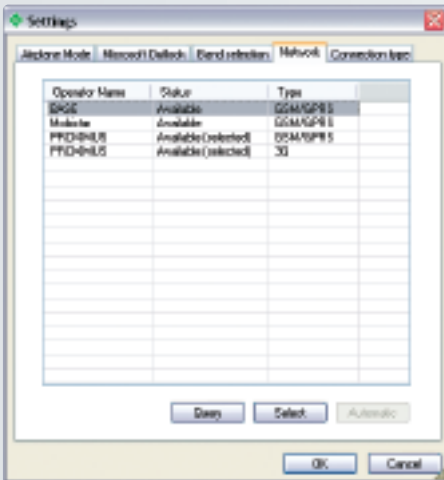 Settings
Airplane Mode Microsoft Outlook Band selection Network Connection type
Operator Name Status Type
BASE Available GSM/GPRS
Mobistar Available GSM/GPRS
PROXIMUS Available (selected) GSM/GPRS
PROXIMUS Available (selected) 3G
Query Select Automatic
OK Cancel